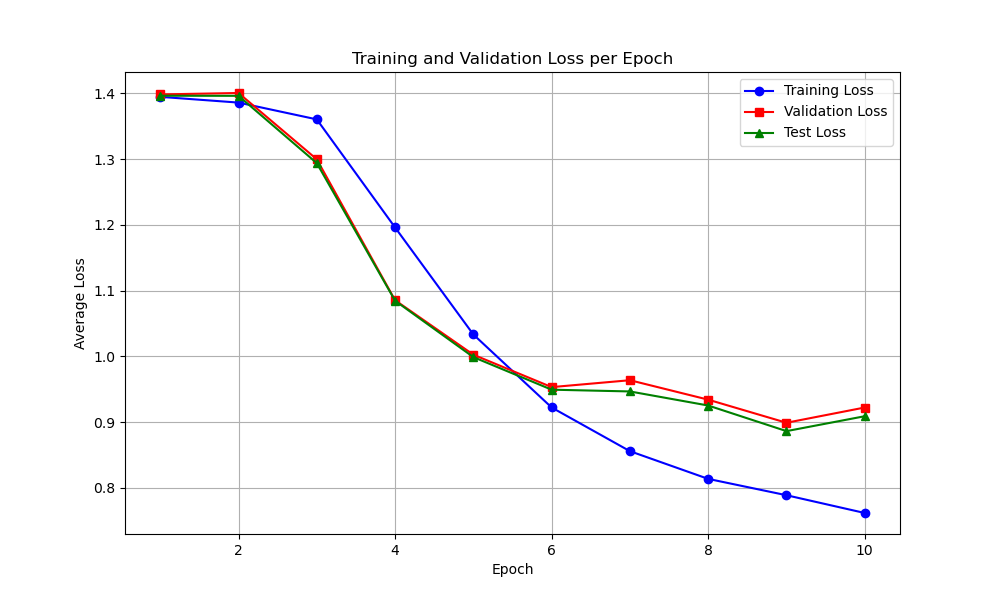 Training and Validation Loss per Epoch
Training Loss
Validation Loss
Test Loss
Average Loss
1.4
1.3
1.2
1.1
1.0
0.9
0.8
2 4 6 8 10
Epoch